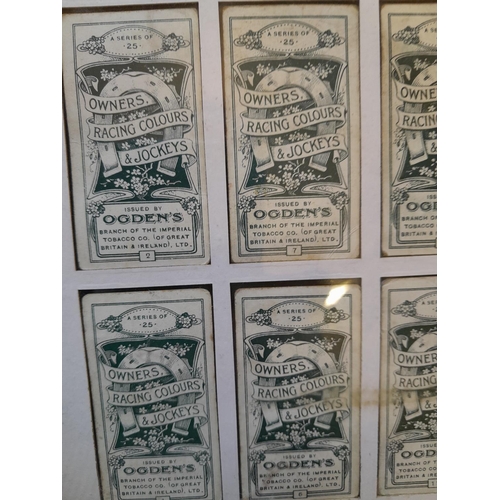 A SERIES OF
25
OWNERS,
RACING COLOURS
& JOCKEYS
ISSUED BY
OGDEN'S
BRANCH OF THE IMPERIAL
TOBACCO CO. (OF GREAT
BRITAIN & IRELAND), LTD.
2
A SERIES OF
25
OWNERS,
RACING COLOURS
& JOCKEYS
ISSUED BY
OGDEN'S
BRANCH OF THE IMPERIAL
TOBACCO CO. (OF GREAT
BRITAIN & IRELAND), LTD.
7
A SERIES OF
25
OWNERS,
RACING COLOURS
& JOCKEYS
ISSUED BY
OGDEN'S
BRANCH OF THE IMPERIAL
TOBACCO CO. (OF GREAT
BRITAIN & IRELAND), LTD.
A SERIES OF
25
OWNERS,
RACING COLOURS
& JOCKEYS
ISSUED BY
OGDEN'S
BRANCH OF THE IMPERIAL
TOBACCO CO. (OF GREAT
BRITAIN & IRELAND), LTD.